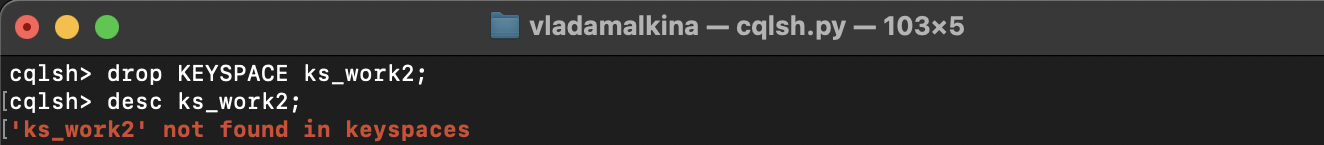 vladamalkina — cqlsh.py — 103×5
cqlsh> drop KEYSPACE ks_work2;
[cqlsh> desc ks_work2;
['ks_work2' not found in keyspaces